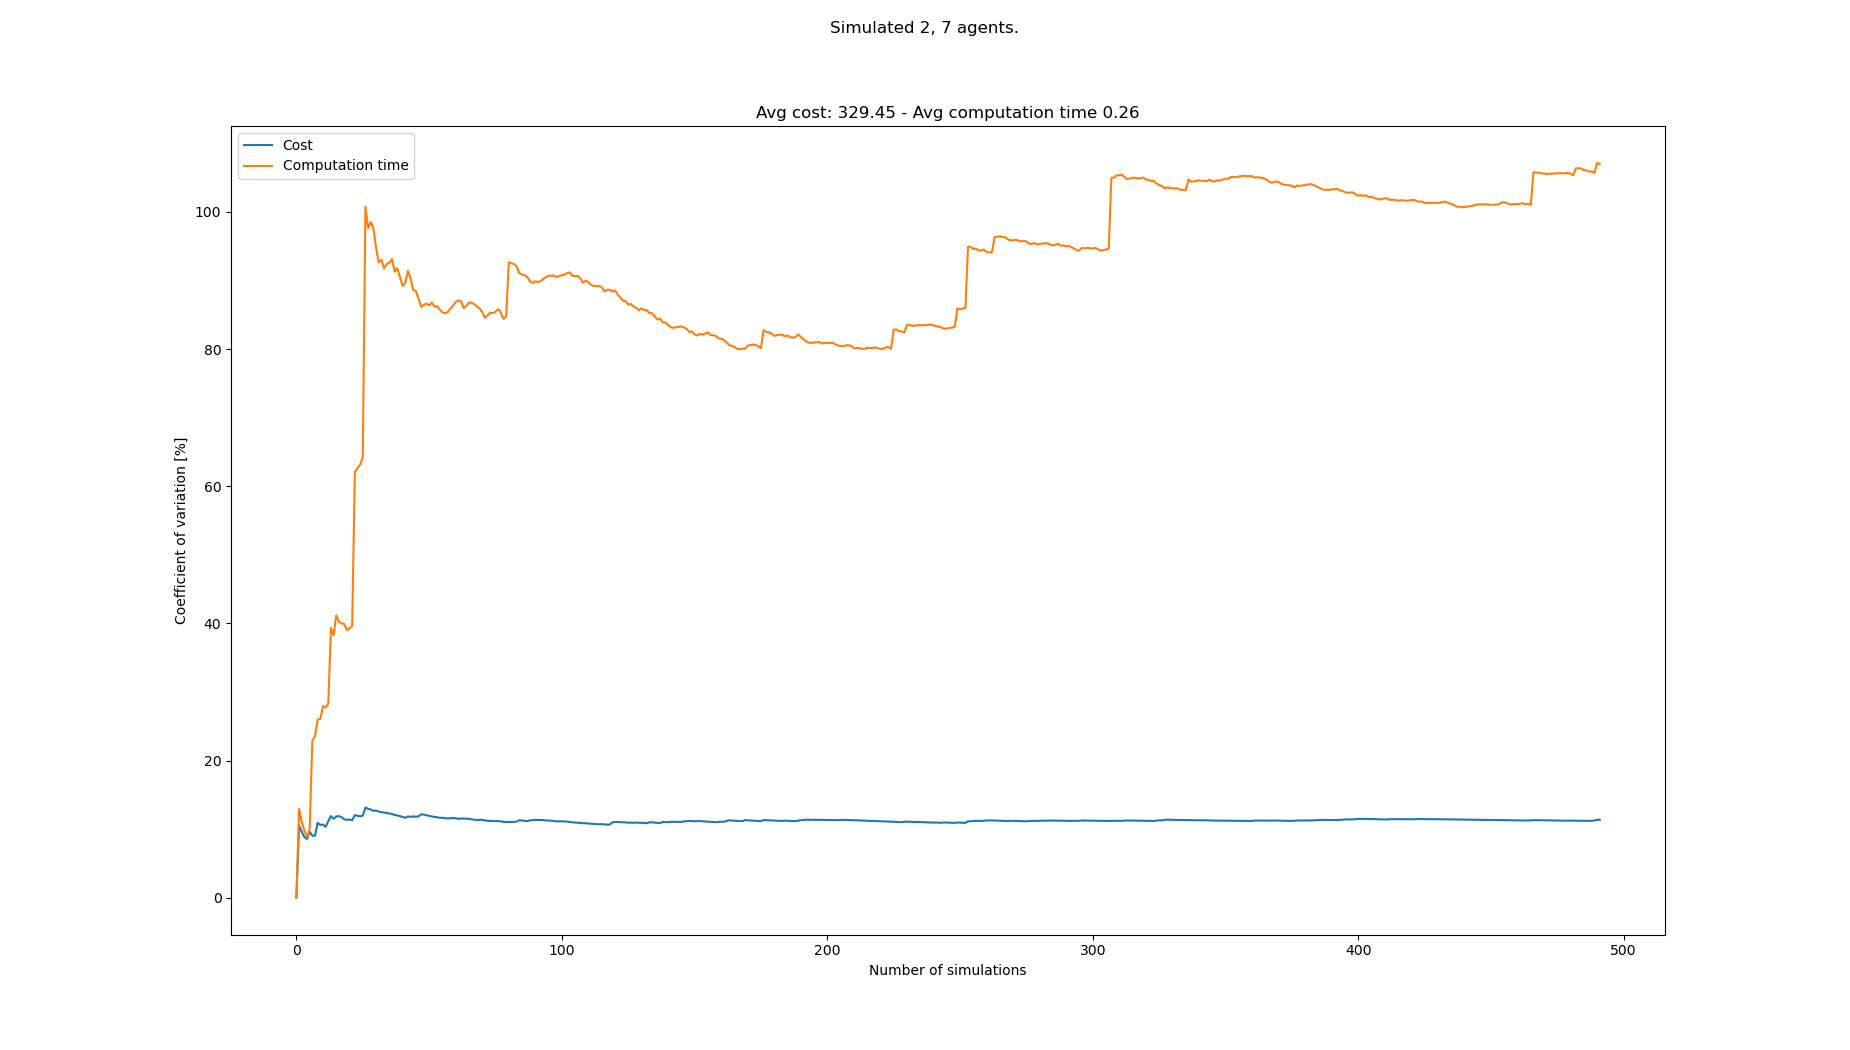 Simulated 2, 7 agents.
Avg cost: 329.45 - Avg computation time 0.26
Cost
Computation time
Coefficient of variation [%]
100
80
60
40
20
0
0 100 200 300 400 500
Number of simulations